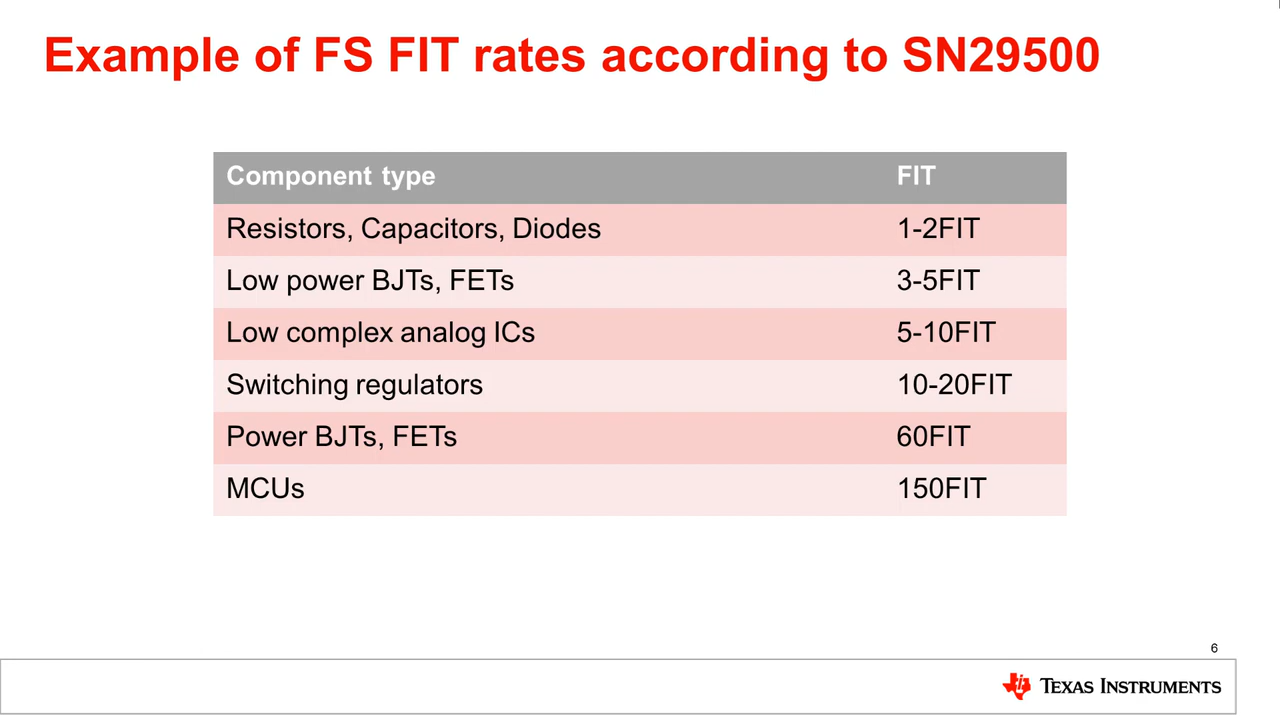 Example of FS FIT rates according to SN29500
Component type FIT
Resistors, Capacitors, Diodes 1-2FIT
Low power BJTs, FETs 3-5FIT
Low complex analog ICs 5-10FIT
Switching regulators 10-20FIT
Power BJTs, FETs 60FIT
MCUs 150FIT
6
TEXAS INSTRUMENTS